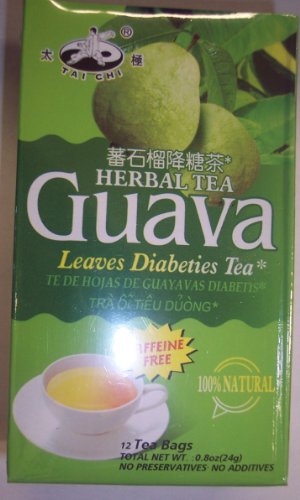 太 極 ®
TAI CHI
蕃石榴降糖茶*
HERBAL TEA
Guava
Leaves Diabeties Tea*
TE DE HOJAS DE GUAYAVAS DIABETIS*
TRÀ ỔI TIỂU DƯỜNG*
CAFFEINE
FREE
100% NATURAL
12 Tea Bags
TOTAL NET WT. :0.8oz(24g)
NO PRESERVATIVES· NO ADDITIVES